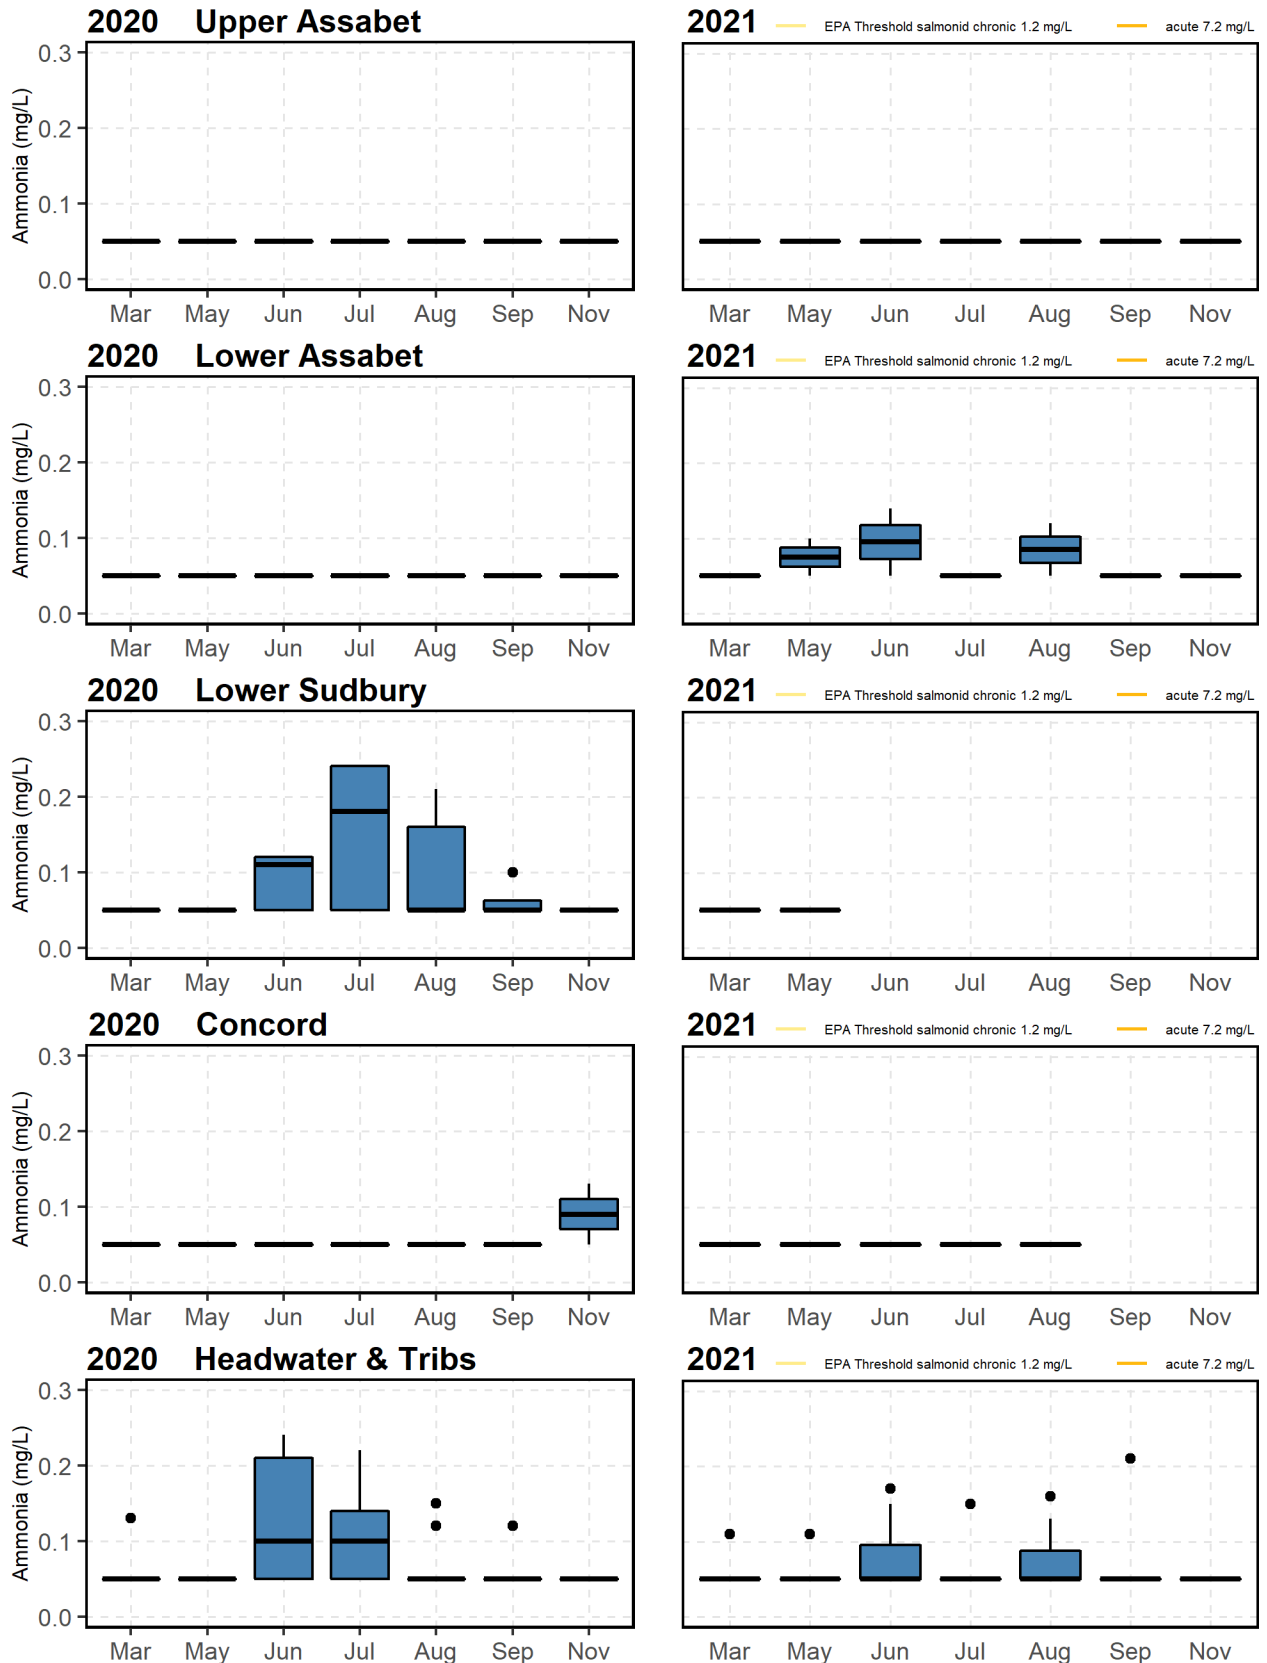 2020 Upper Assabet
2021 EPA Threshold salmonid chronic 1.2 mg/L acute 7.2 mg/L
Ammonia (mg/L)
0.3
0.2
0.1
0.0
Mar May Jun Jul Aug Sep Nov
Mar May Jun Jul Aug Sep Nov
2020 Lower Assabet
2021 EPA Threshold salmonid chronic 1.2 mg/L acute 7.2 mg/L
Ammonia (mg/L)
0.3
0.2
0.1
0.0
Mar May Jun Jul Aug Sep Nov
Mar May Jun Jul Aug Sep Nov
2020 Lower Sudbury
2021 EPA Threshold salmonid chronic 1.2 mg/L acute 7.2 mg/L
Ammonia (mg/L)
0.3
0.2
0.1
0.0
Mar May Jun Jul Aug Sep Nov
Mar May Jun Jul Aug Sep Nov
2020 Concord
2021 EPA Threshold salmonid chronic 1.2 mg/L acute 7.2 mg/L
Ammonia (mg/L)
0.3
0.2
0.1
0.0
Mar May Jun Jul Aug Sep Nov
Mar May Jun Jul Aug Sep Nov
2020 Headwater & Tribs
2021 EPA Threshold salmonid chronic 1.2 mg/L acute 7.2 mg/L
Ammonia (mg/L)
0.3
0.2
0.1
0.0
Mar May Jun Jul Aug Sep Nov
Mar May Jun Jul Aug Sep Nov